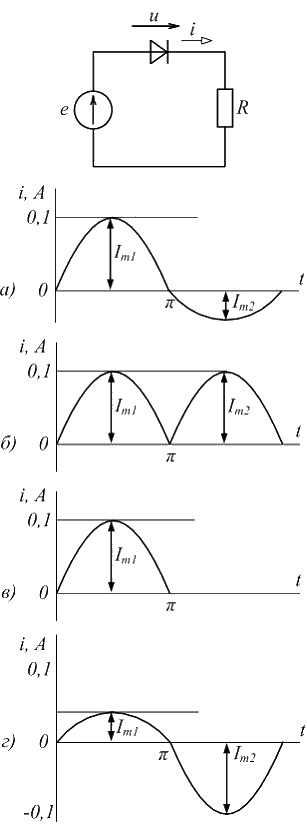 u
i
e
R
i, A
0,1
I_m1
t
а) 0
π
I_m2
i, A
0,1
I_m1
I_m2
t
б) 0
π
i, A
0,1
I_m1
t
в) 0
π
i, A
0,1
I_m1
t
г) 0
π
I_m2
-0,1